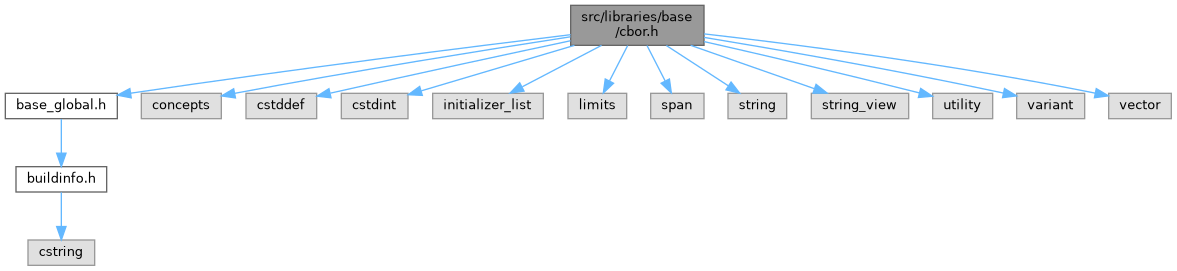 src/libraries/base
/cbor.h
base_global.h
concepts
cstddef
cstdint
initializer_list
limits
span
string
string_view
utility
variant
vector
buildinfo.h
cstring